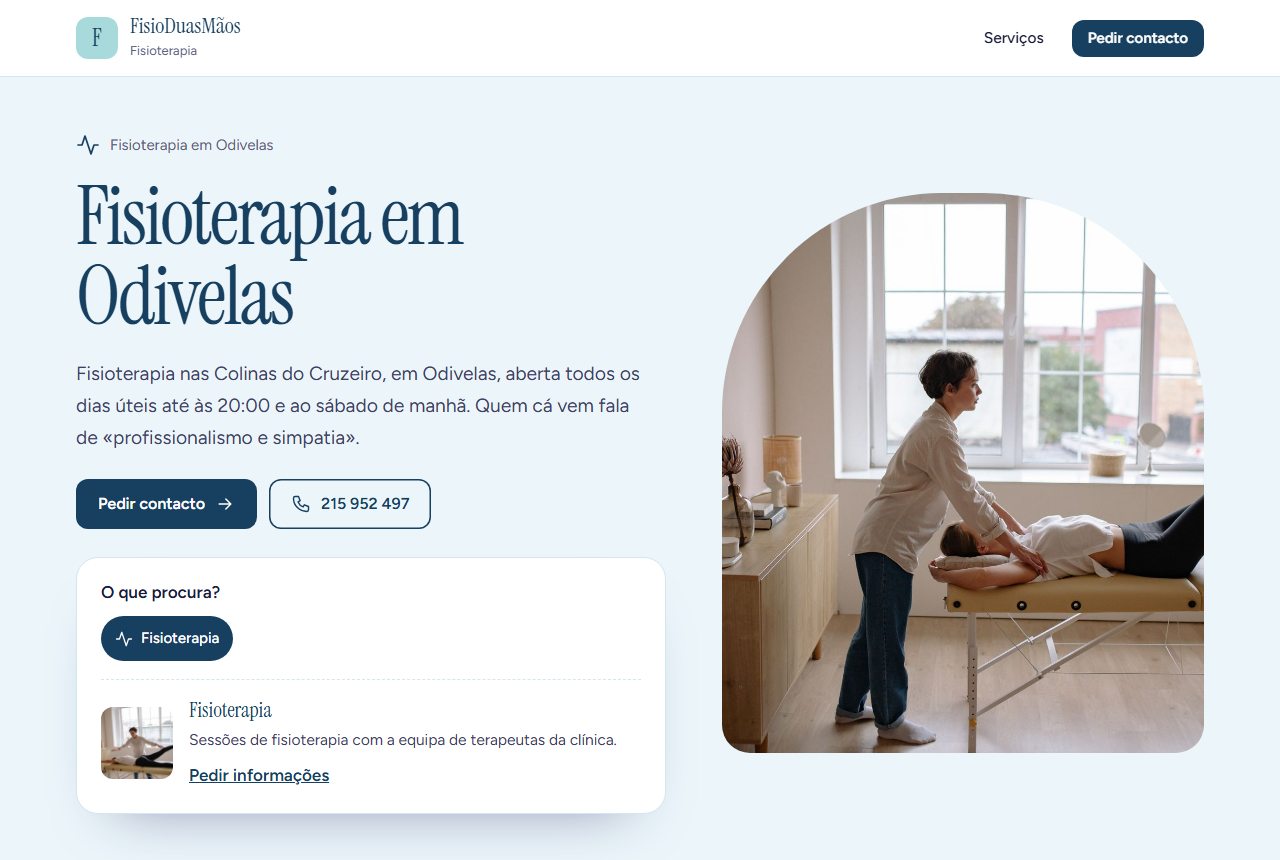 F
FisioDuasMãos
Fisioterapia
Serviços
Pedir contacto
Fisioterapia em Odivelas
Fisioterapia em
Odivelas
Fisioterapia nas Colinas do Cruzeiro, em Odivelas, aberta todos os
dias úteis até às 20:00 e ao sábado de manhã. Quem cá vem fala
de «profissionalismo e simpatia».
Pedir contacto
215 952 497
O que procura?
Fisioterapia
Fisioterapia
Sessões de fisioterapia com a equipa de terapeutas da clínica.
Pedir informações